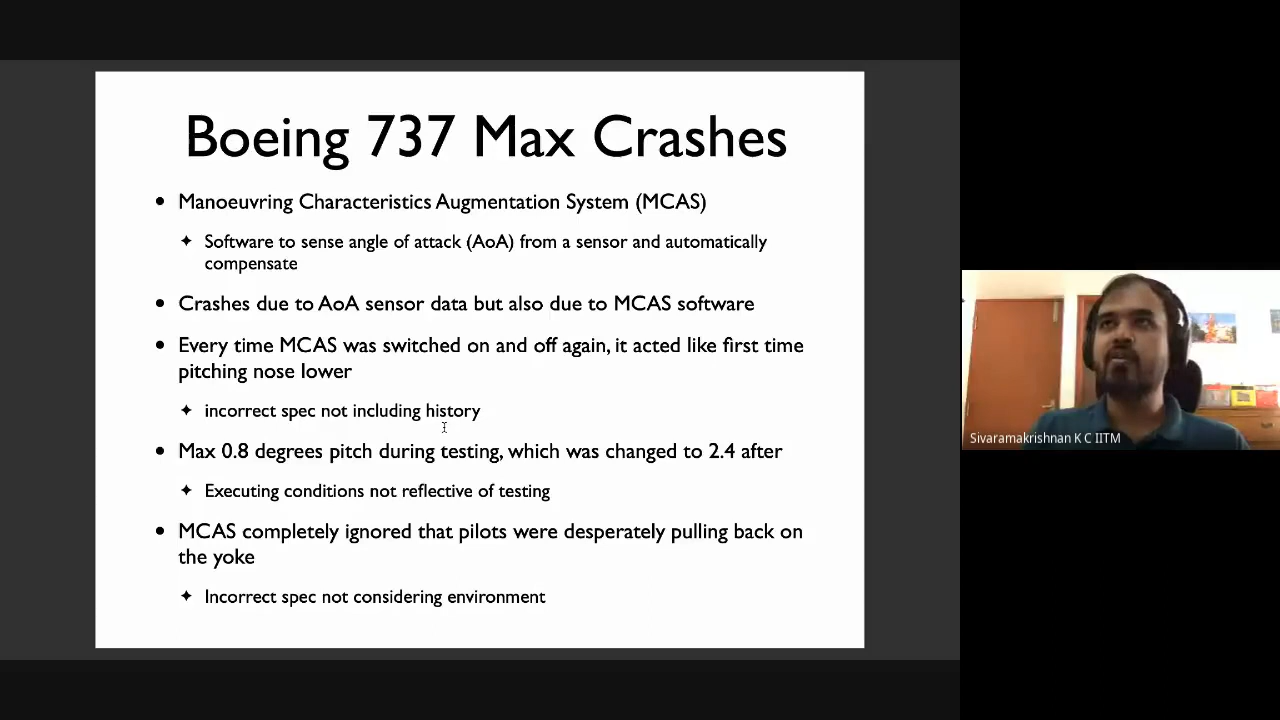 Boeing 737 Max Crashes
• Manoeuvring Characteristics Augmentation System (MCAS)
✦ Software to sense angle of attack (AoA) from a sensor and automatically
compensate
• Crashes due to AoA sensor data but also due to MCAS software
• Every time MCAS was switched on and off again, it acted like first time
pitching nose lower
✦ incorrect spec not including history
• Max 0.8 degrees pitch during testing, which was changed to 2.4 after
✦ Executing conditions not reflective of testing
• MCAS completely ignored that pilots were desperately pulling back on
the yoke
✦ Incorrect spec not considering environment
Sivaramakrishnan K C IITM